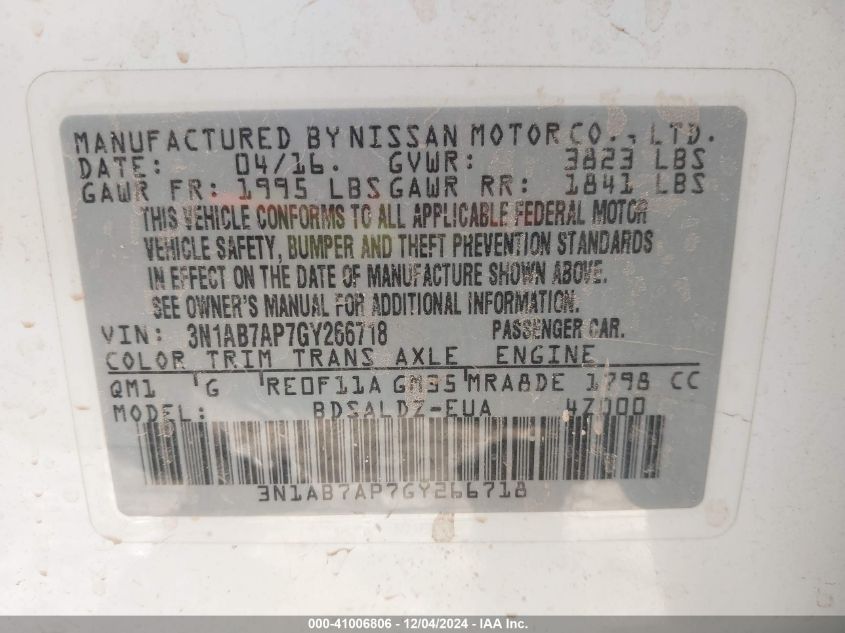 MANUFACTURED BY NISSAN MOTOR CO., LTD.
DATE: 04/16. GVWR: 3823 LBS
GAWR FR: 1995 LBS GAWR RR: 1841 LBS
THIS VEHICLE CONFORMS TO ALL APPLICABLE FEDERAL MOTOR
VEHICLE SAFETY, BUMPER AND THEFT PREVENTION STANDARDS
IN EFFECT ON THE DATE OF MANUFACTURE SHOWN ABOVE.
SEE OWNER'S MANUAL FOR ADDITIONAL INFORMATION.
VIN: 3N1AB7AP7GY266718 PASSENGER CAR.
COLOR TRIM TRANS AXLE ENGINE
QM1 G RE0F11A GM35 MRA8DE 1798 CC
MODEL: BDSALDZ-EUA 4Z000
3N1AB7AP7GY266718
000-41006806 - 12/04/2024 - IAA Inc.